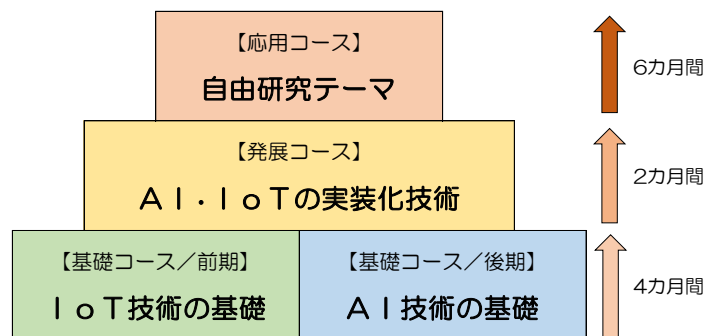 【応用コース】
自由研究テーマ
6カ月間
【発展コース】
ＡＩ・ＩｏＴの実装化技術
2カ月間
【基礎コース／前期】
ＩｏＴ技術の基礎
【基礎コース／後期】
ＡＩ技術の基礎
4カ月間